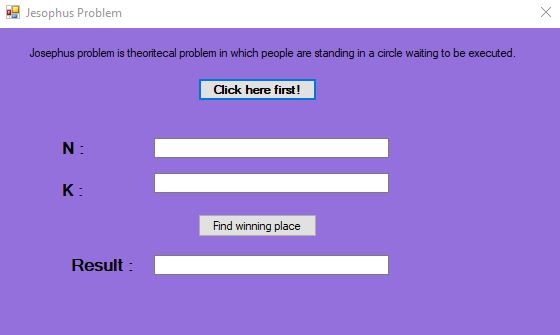 Jesophus Problem
Josephus problem is theoritecal problem in which people are standing in a circle waiting to be executed.
Click here first!
N :
K :
Find winning place
Result :